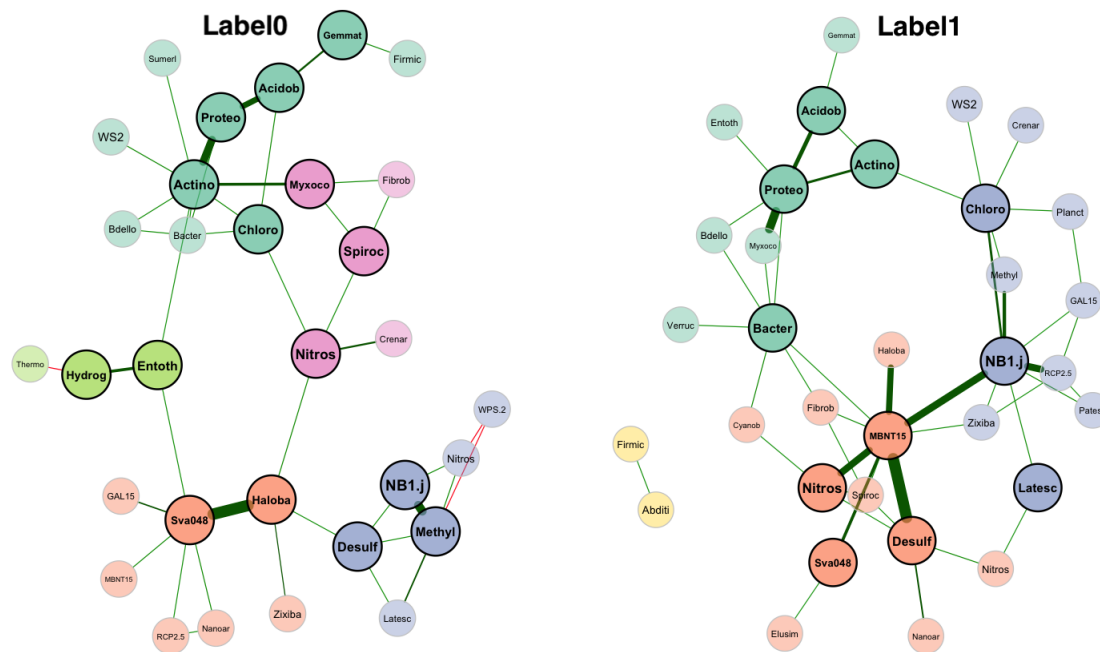 Label0
Gemmat
Sumerl
Firmic
Acidob
Proteo
WS2
Actino
Myxoco
Fibrob
Bdello
Bacter
Chloro
Spiroc
Nitros
Crenar
Thermo
Hydrog
Entoth
WPS.2
Nitros
NB1.j
GAL15
Sva048
Haloba
Desulf
Methyl
MBNT15
Zixiba
Latesc
RCP2.5
Nanoar
Label1
Gemmat
WS2
Acidob
Entoth
Crenar
Actino
Proteo
Chloro
Planct
Bdello
Myxoco
Methyl
GAL15
Verruc
Bacter
Haloba
NB1.j
RCP2.5
Fibrob
Pates
Cyanob
Zixiba
MBNT15
Firmic
Nitros
Spiroc
Latesc
Abditi
Desulf
Sva048
Nitros
Elusim
Nanoar